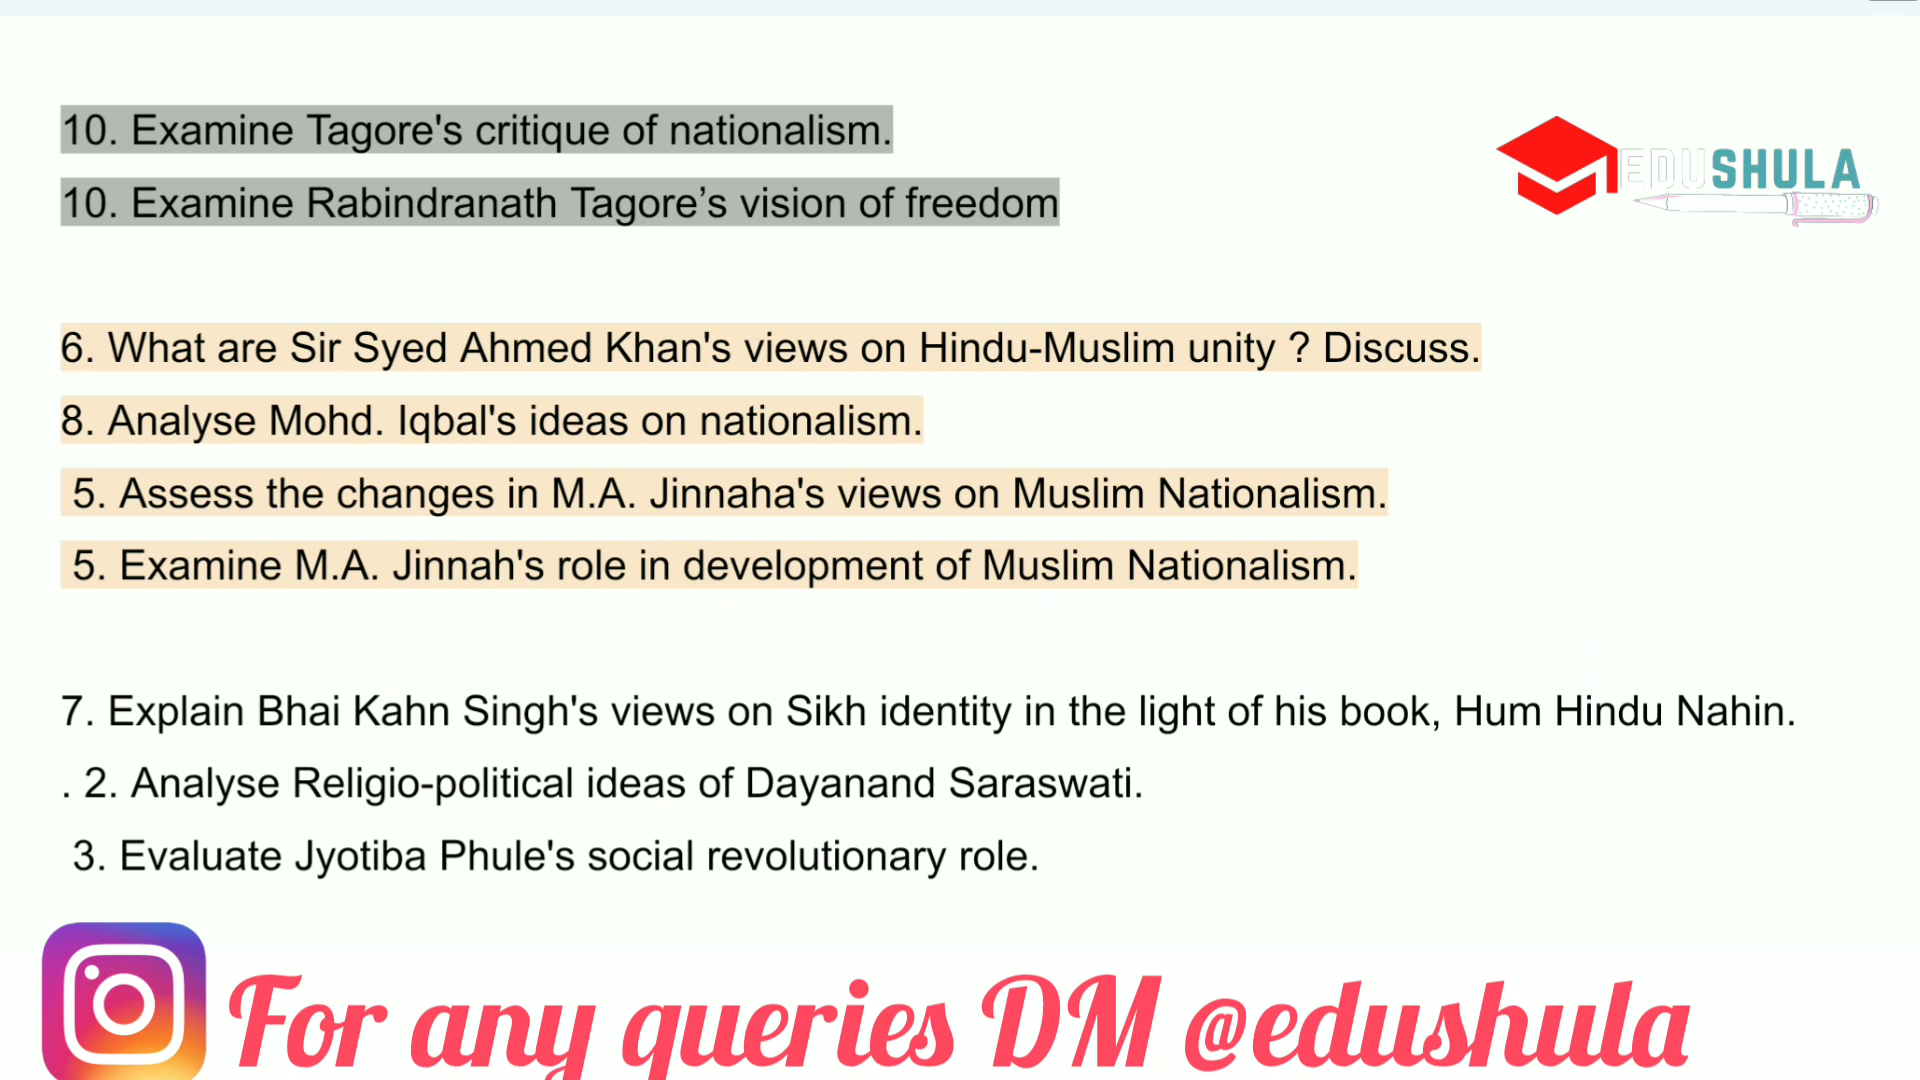 10. Examine Tagore's critique of nationalism.
10. Examine Rabindranath Tagore’s vision of freedom
EDUSHULA
6. What are Sir Syed Ahmed Khan's views on Hindu-Muslim unity ? Discuss.
8. Analyse Mohd. Iqbal's ideas on nationalism.
5. Assess the changes in M.A. Jinnaha's views on Muslim Nationalism.
5. Examine M.A. Jinnah's role in development of Muslim Nationalism.
7. Explain Bhai Kahn Singh's views on Sikh identity in the light of his book, Hum Hindu Nahin.
. 2. Analyse Religio-political ideas of Dayanand Saraswati.
3. Evaluate Jyotiba Phule's social revolutionary role.
For any queries DM @edushula